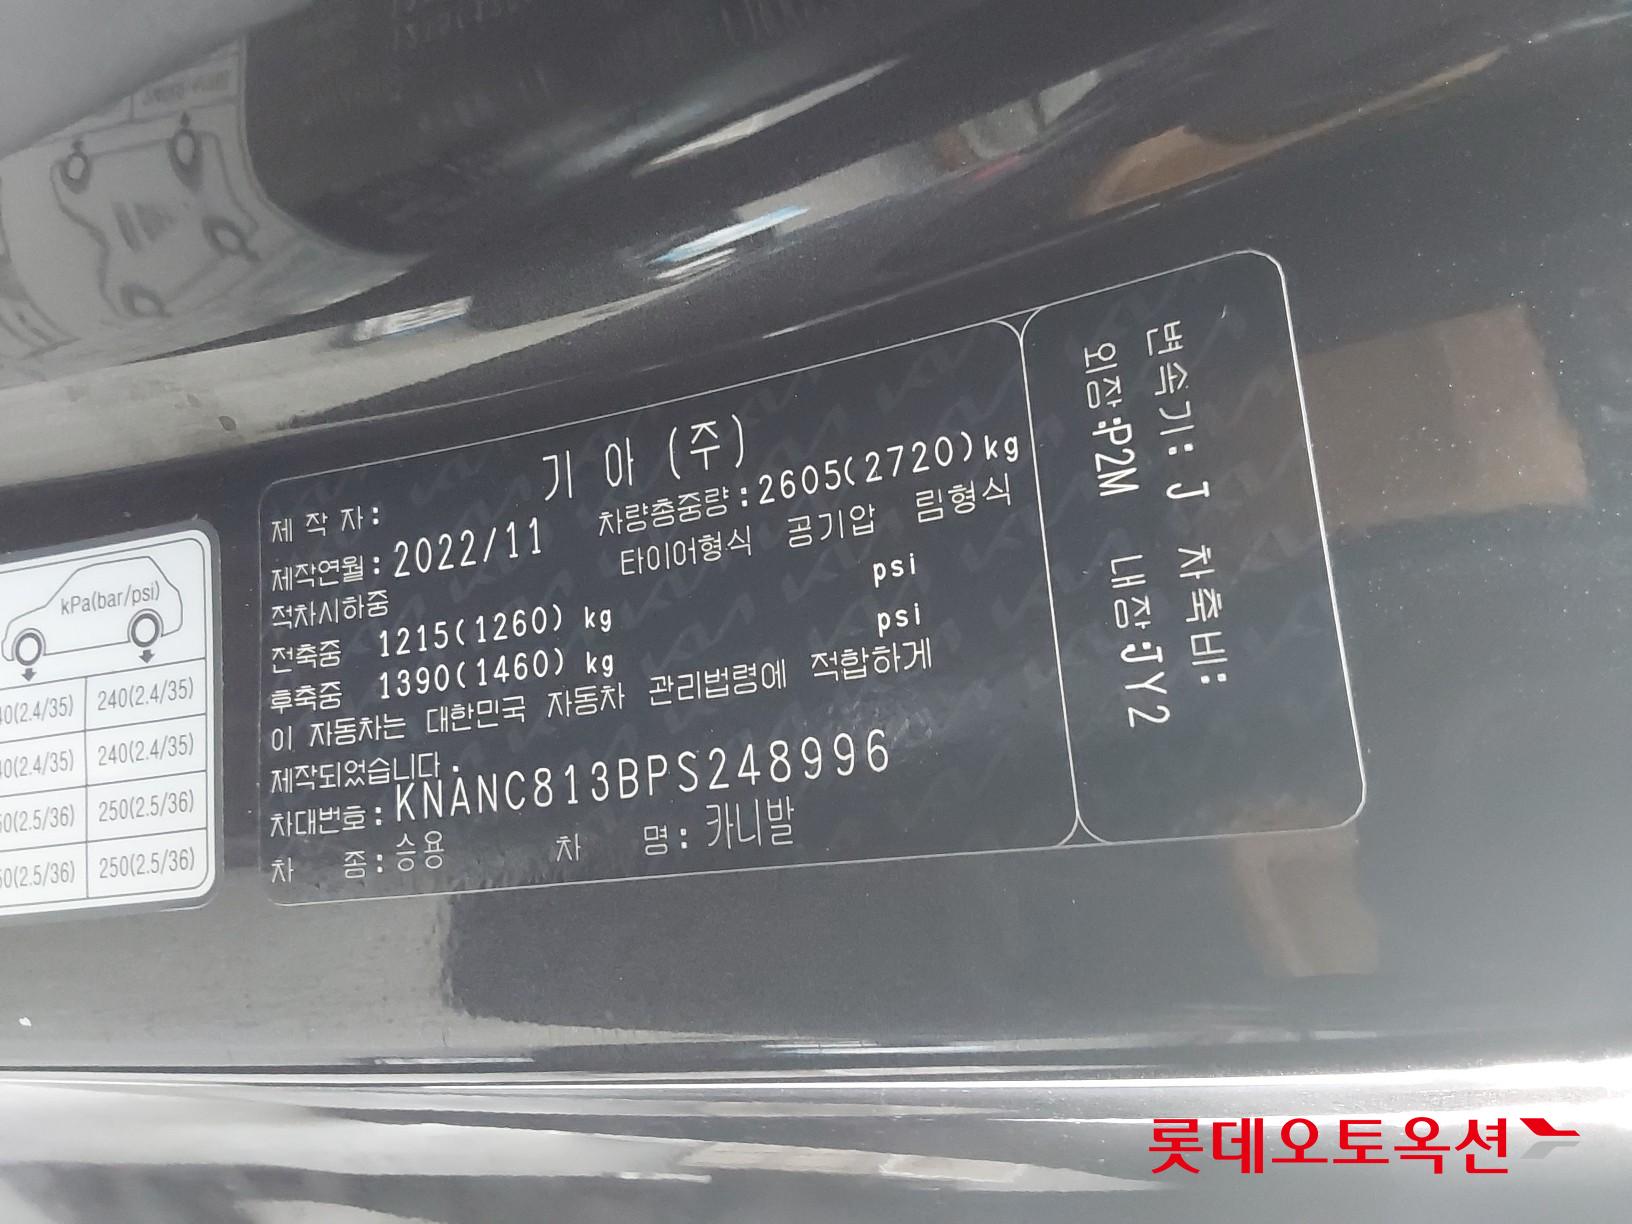 제 작 자: 기 아 (주)
제작연월: 2022/11 차량총중량: 2605(2720)kg
적차시하중 타이어형식 공기압 림형식
전축중 1215(1260) kg psi
후축중 1390(1460) kg psi
이 자동차는 대한민국 자동차 관리법령에 적합하게
제작되었습니다.
차대번호: KNANC813BPS248996
차 종: 승용 차 명: 카니발
변속기: J 차축비:
외장:P2M 내장:JY2
kPa(bar/psi)
240(2.4/35)
240(2.4/35)
250(2.5/36)
250(2.5/36)
롯데오토옥션